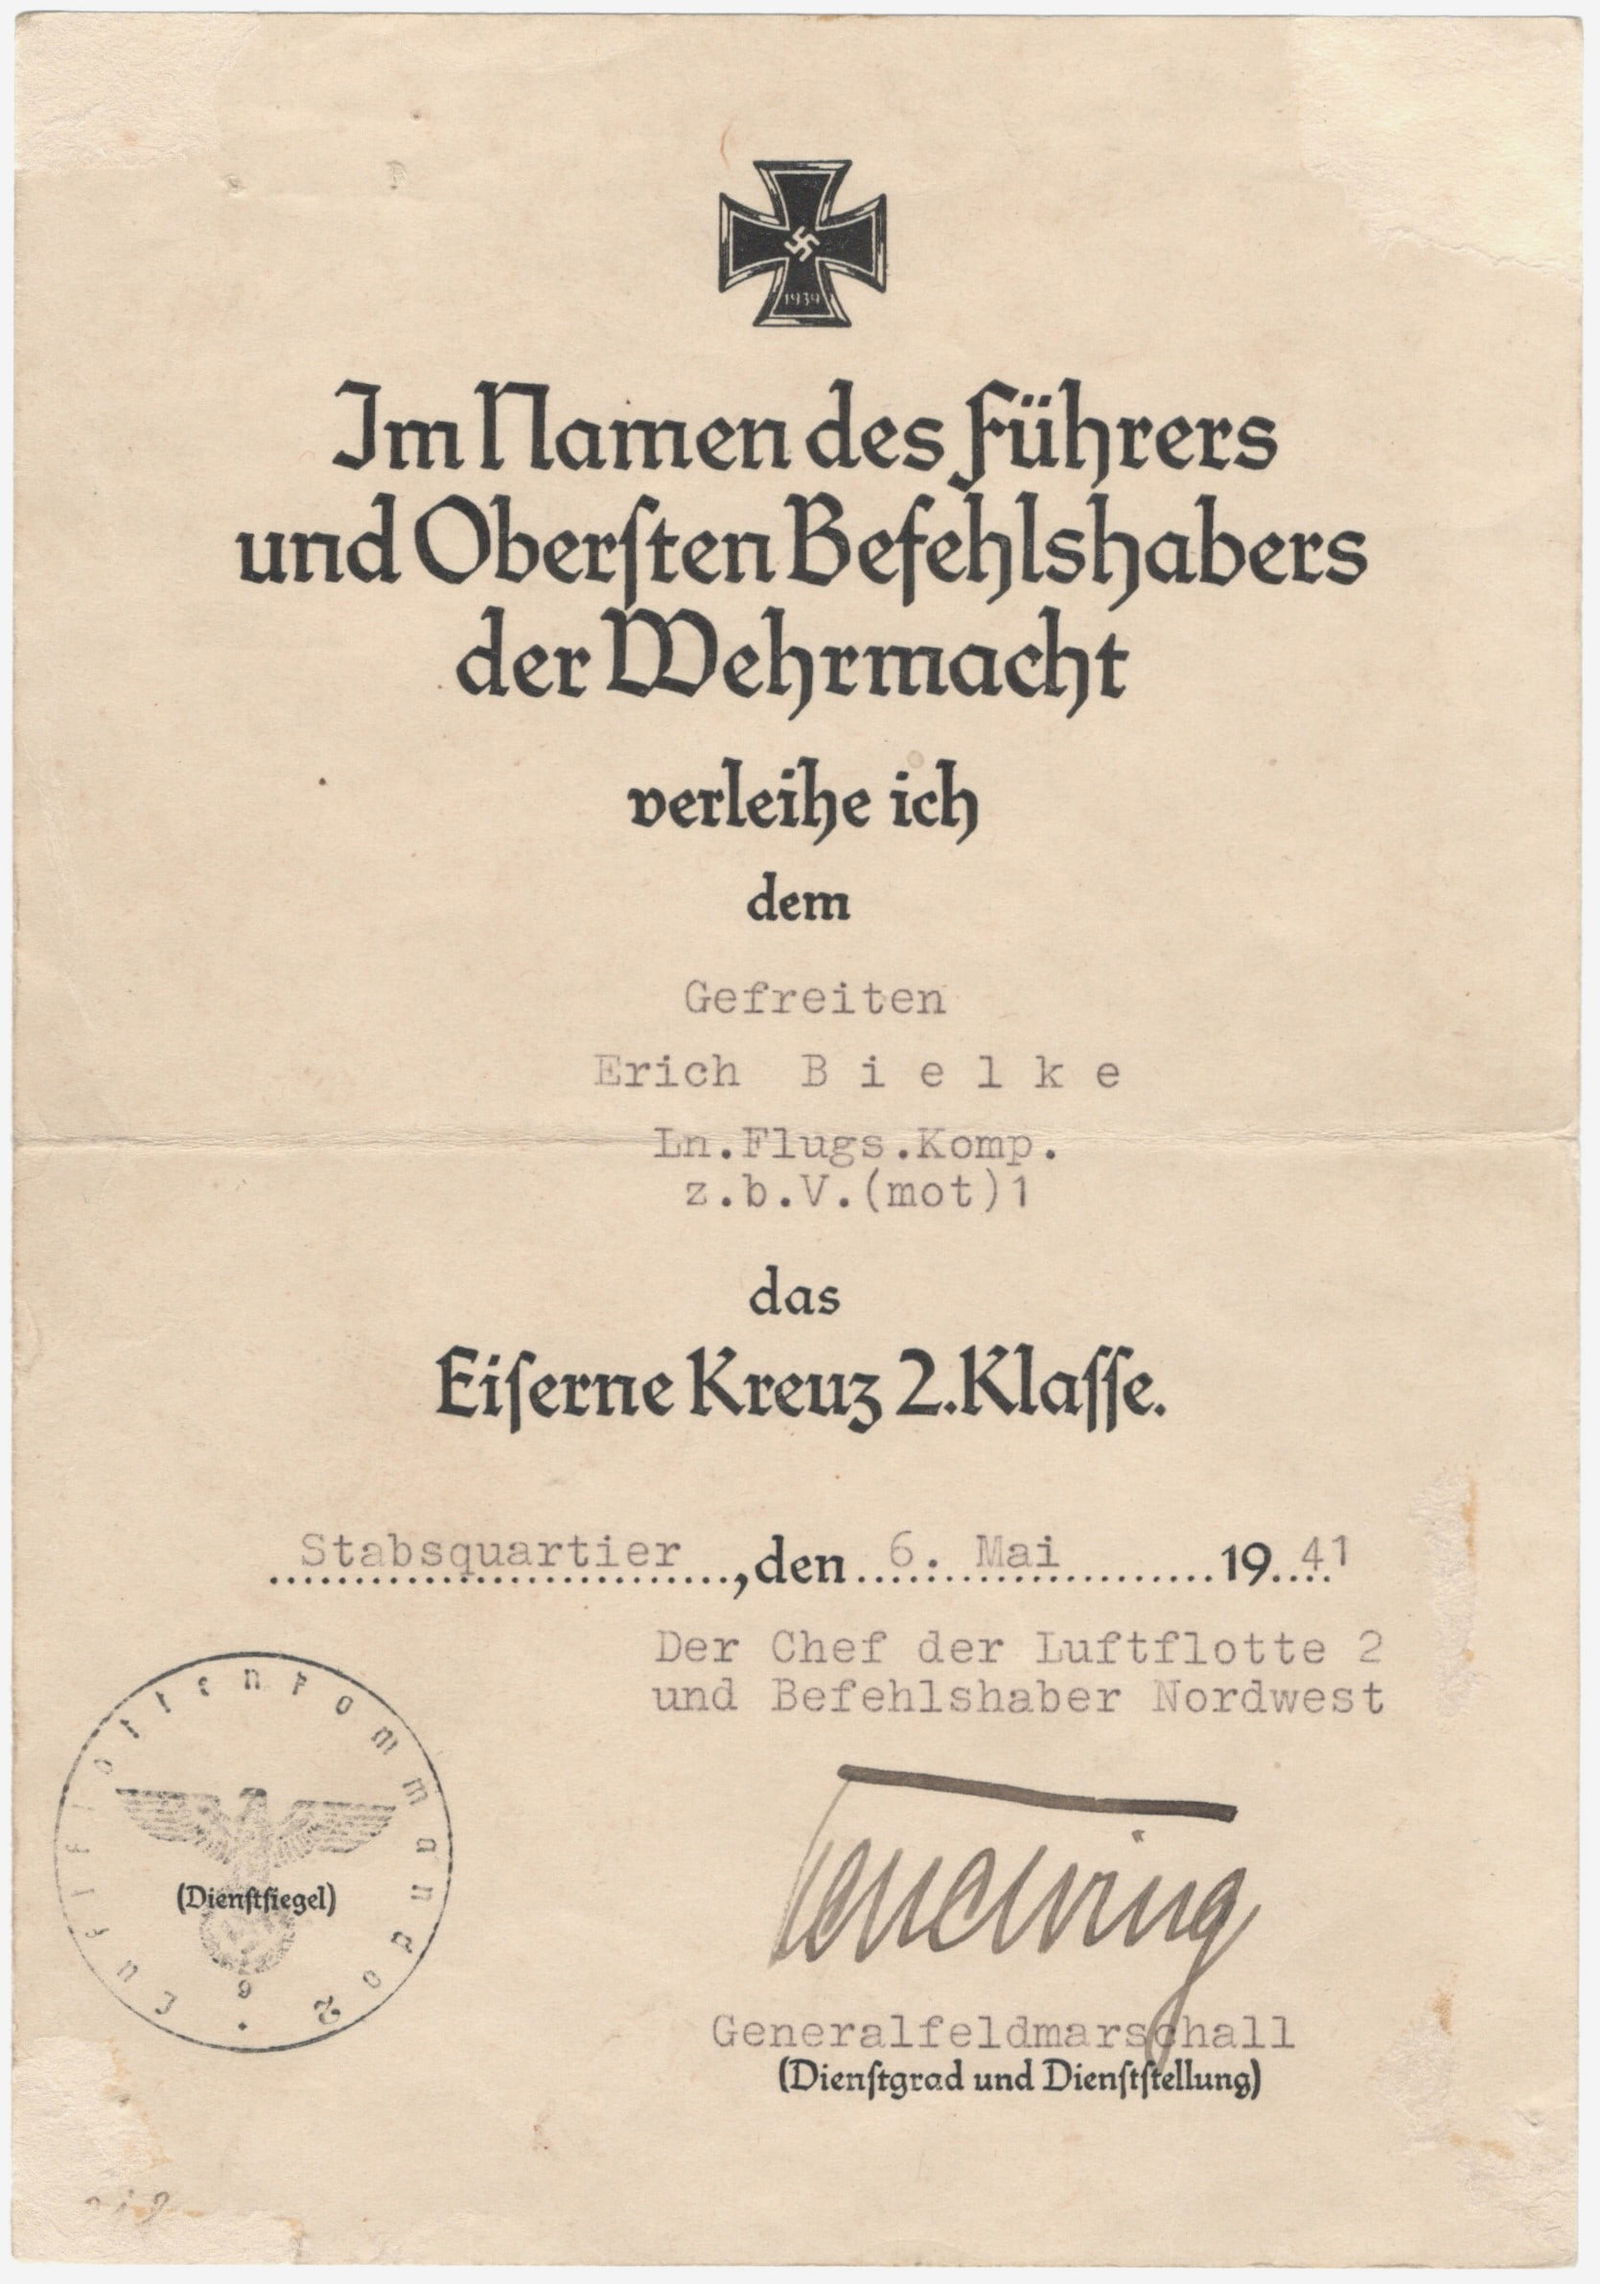 1939
Im Namen des Führers
und Oberſten Befehlshabers
der Wehrmacht
verleihe ich
dem
Gefreiten
Erich B i e l k e
Ln.Flugs.Komp.
z.b.V.(mot)1
das
Eiſerne Kreuz 2.Klaſſe.
Stabsquartier, den 6. Mai 1941
Der Chef der Luftflotte 2
und Befehlshaber Nordwest
Luftflottenkommando 2
(Dienſtſiegel)
9
Generalfeldmarschall
(Dienſtgrad und Dienſtſtellung)